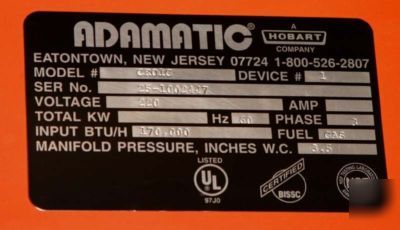 ADAMATIC® A HOBART COMPANY
EATONTOWN, NEW JERSEY 07724 1-800-526-2807
MODEL # DEVICE # 1
SER No. 25-1002447
VOLTAGE 220 AMP
TOTAL KW Hz 60 PHASE 3
INPUT BTU/H 170,000 FUEL GAS
MANIFOLD PRESSURE, INCHES W.C. 3.5
LISTED
UL
97J0
CERTIFIED
BISSC